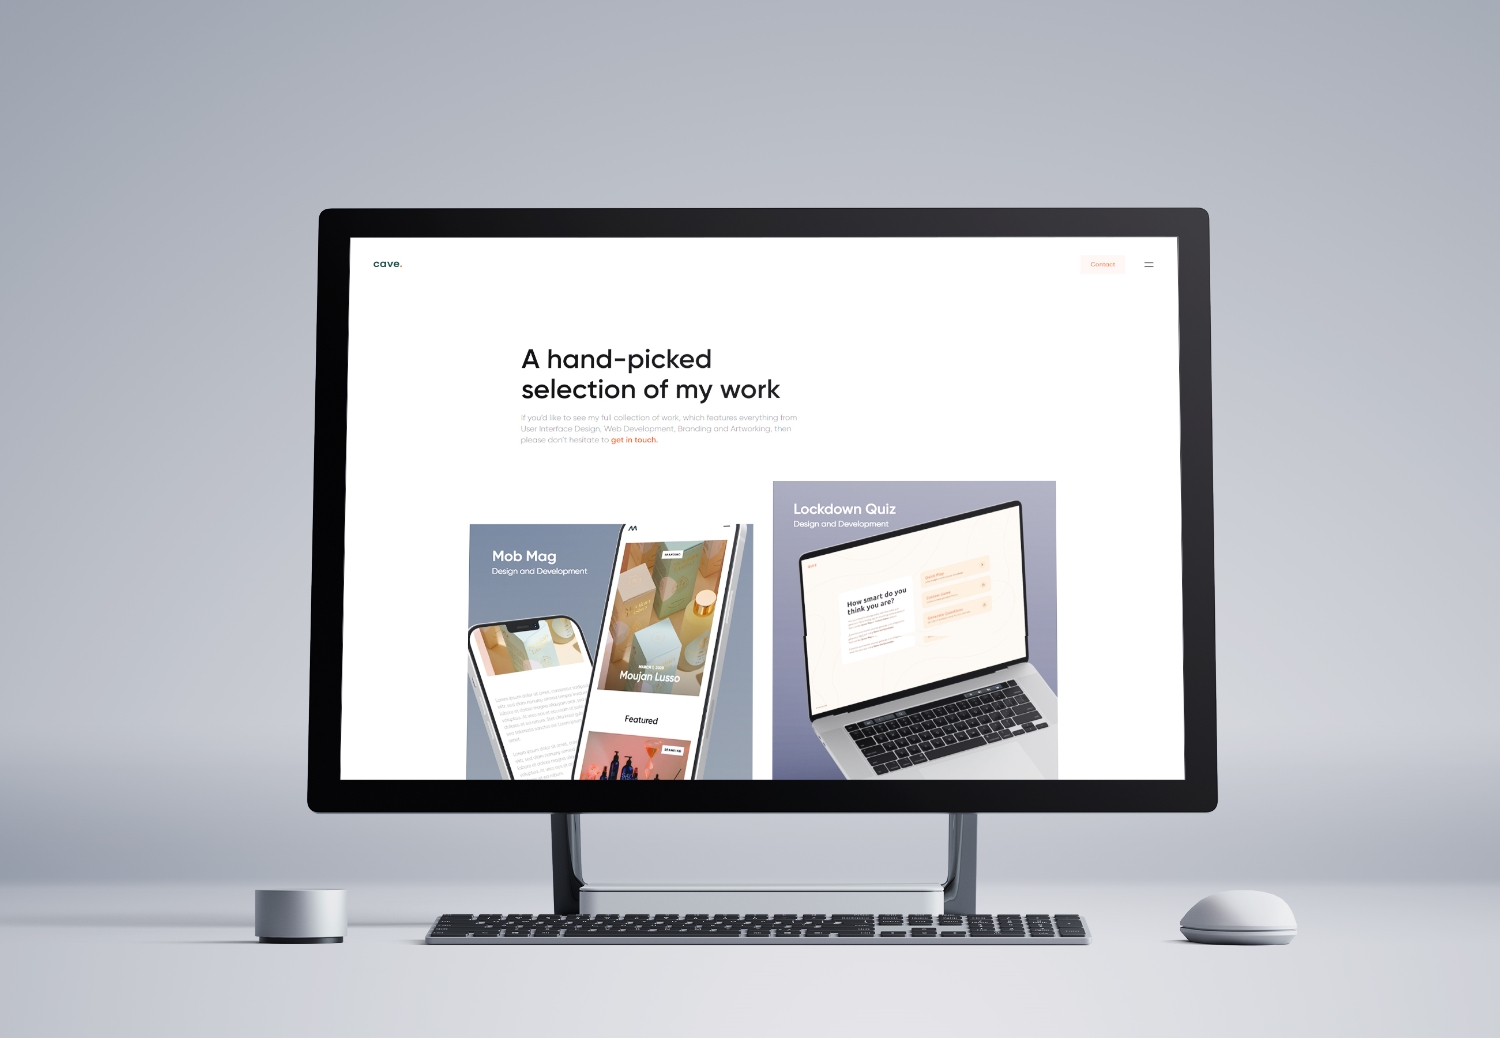 cave.
Contact
A hand-picked
selection of my work
If you'd like to see my full collection of work, which features everything from
User Interface Design, Web Development, Branding and Artworking, then
please don't hesitate to get in touch.
Mob Mag
Design and Development
Moujan Lusso
Featured
Lockdown Quiz
Design and Development
How smart do you
think you are?